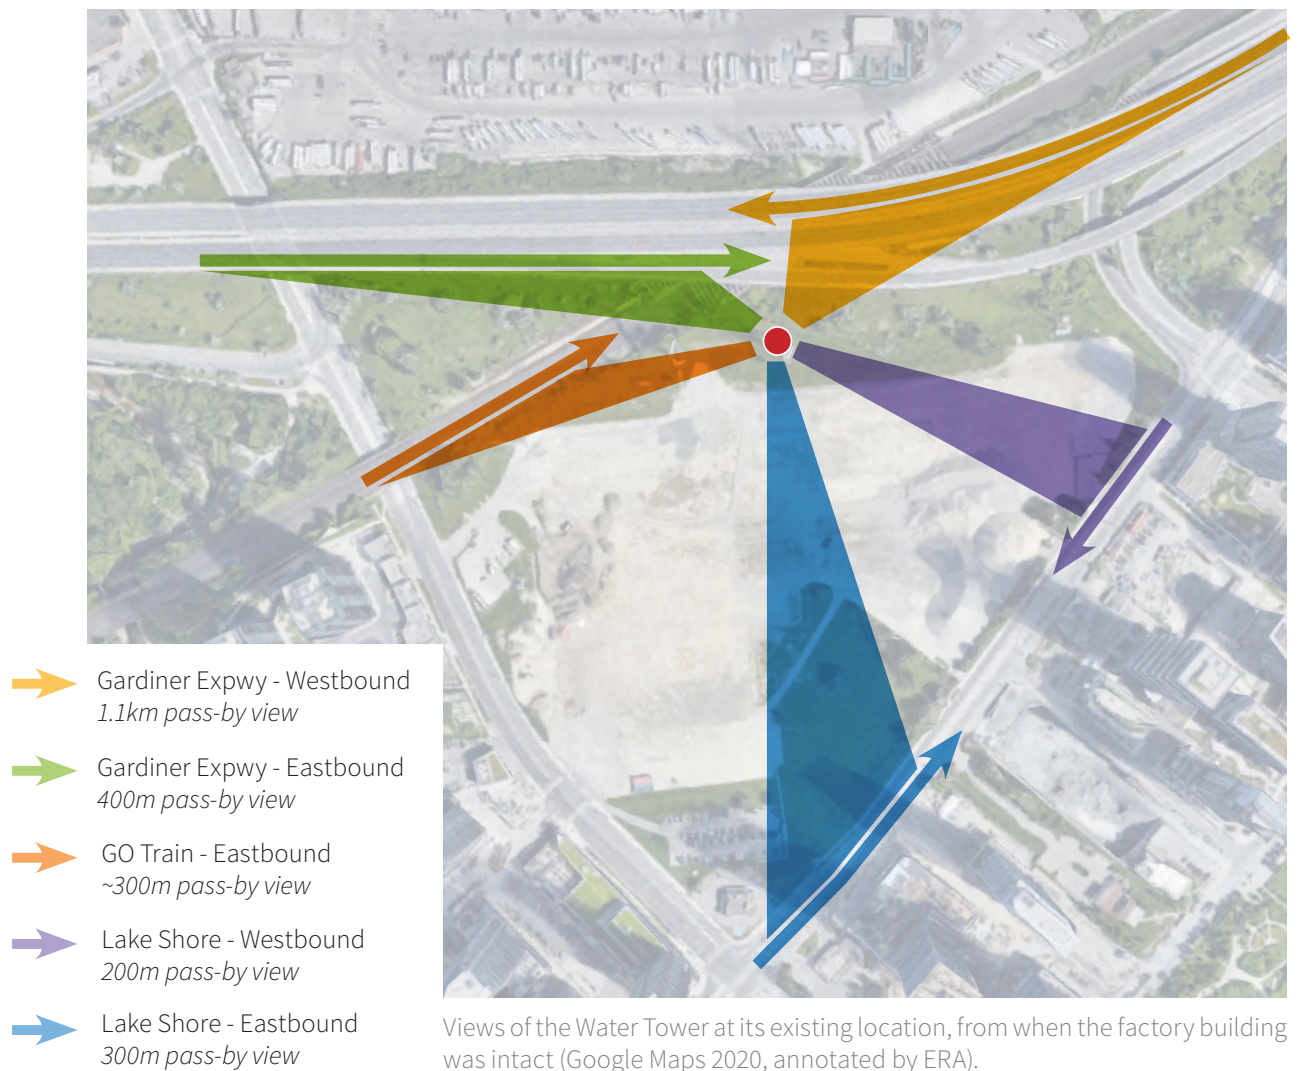 Gardiner Expwy - Westbound
1.1km pass-by view
Gardiner Expwy - Eastbound
400m pass-by view
GO Train - Eastbound
~300m pass-by view
Lake Shore - Westbound
200m pass-by view
Lake Shore - Eastbound
300m pass-by view
Views of the Water Tower at its existing location, from when the factory building
was intact (Google Maps 2020, annotated by ERA).